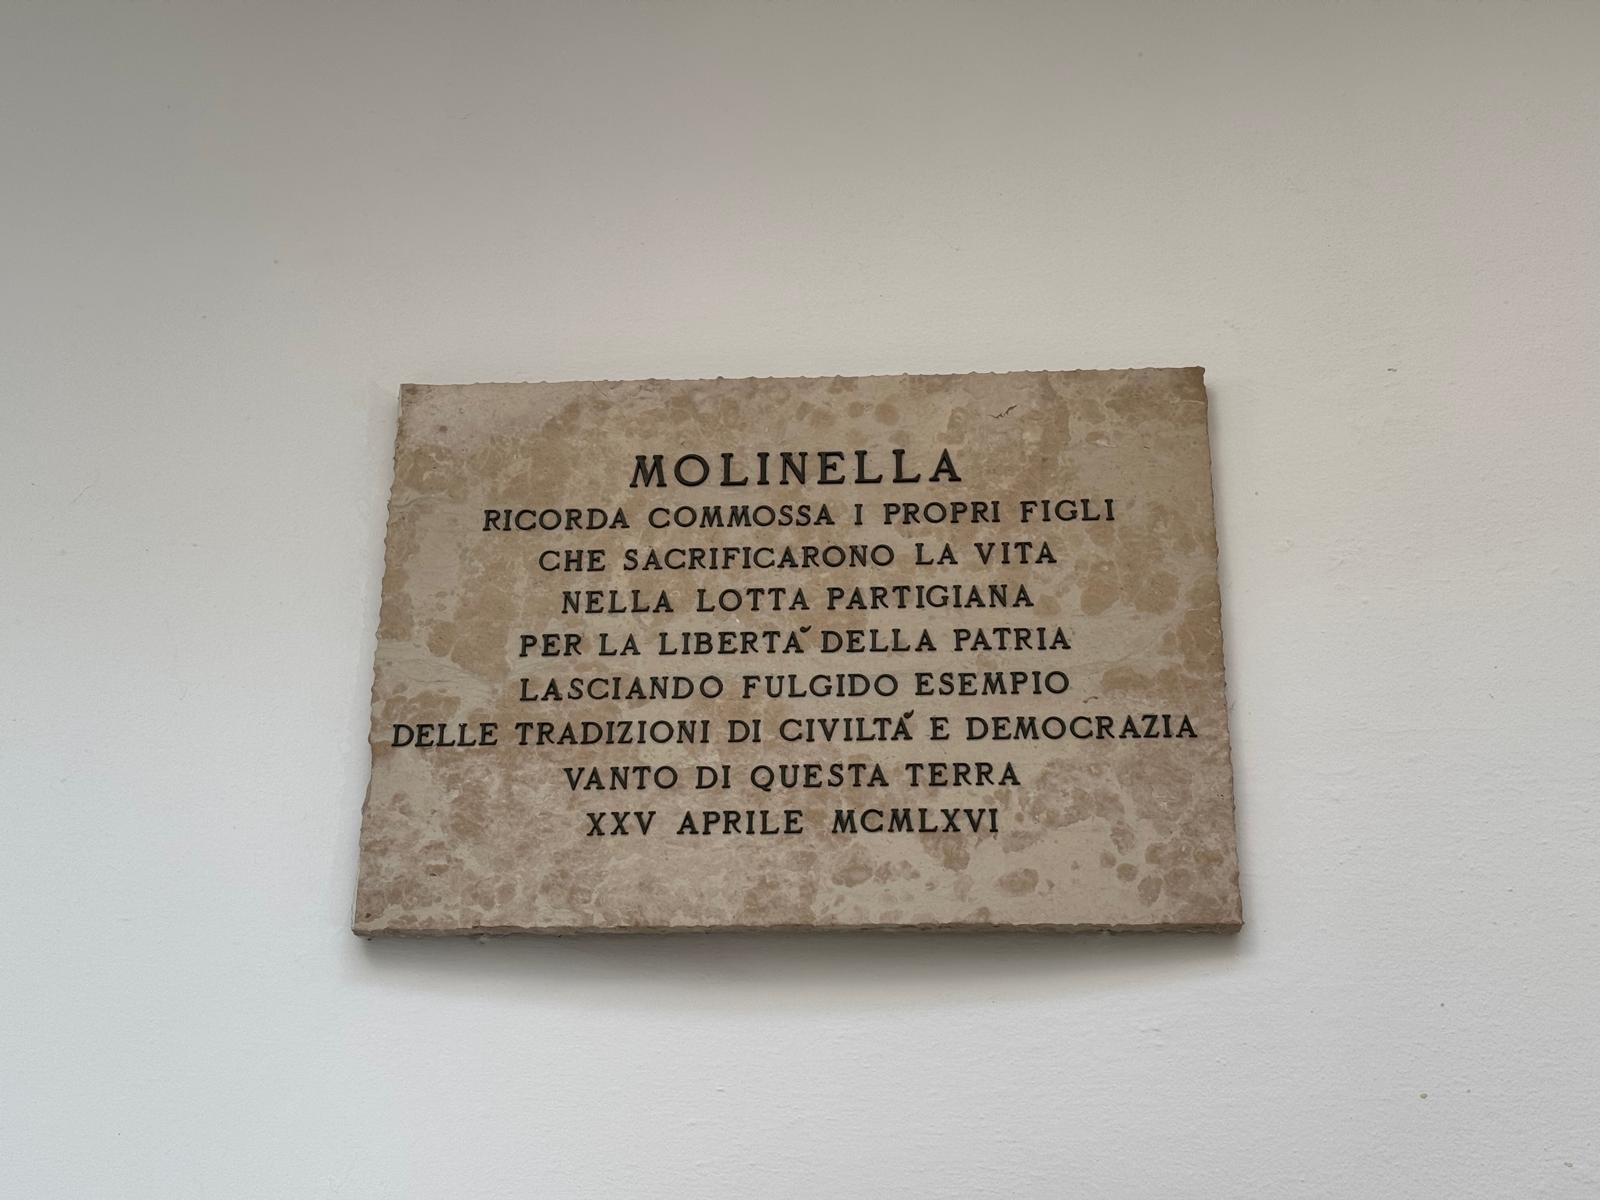 MOLINELLA
RICORDA COMMOSSA I PROPRI FIGLI
CHE SACRIFICARONO LA VITA
NELLA LOTTA PARTIGIANA
PER LA LIBERTÀ DELLA PATRIA
LASCIANDO FULGIDO ESEMPIO
DELLE TRADIZIONI DI CIVILTÀ E DEMOCRAZIA
VANTO DI QUESTA TERRA
XXV APRILE MCMLXVI